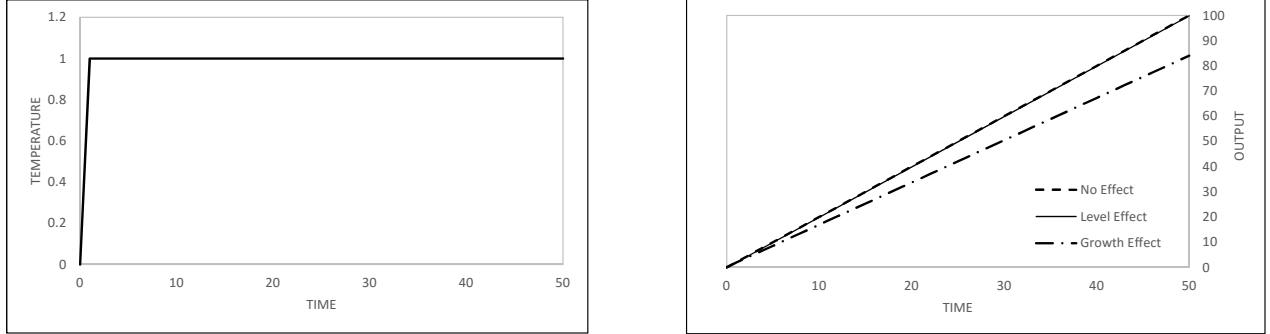 1.2
1
0.8
0.6
0.4
0.2
0
TEMPERATURE
0 10 20 30 40 50
TIME
100
90
80
70
60
50
40
30
20
10
0
OUTPUT
No Effect
Level Effect
Growth Effect
0 10 20 30 40 50
TIME